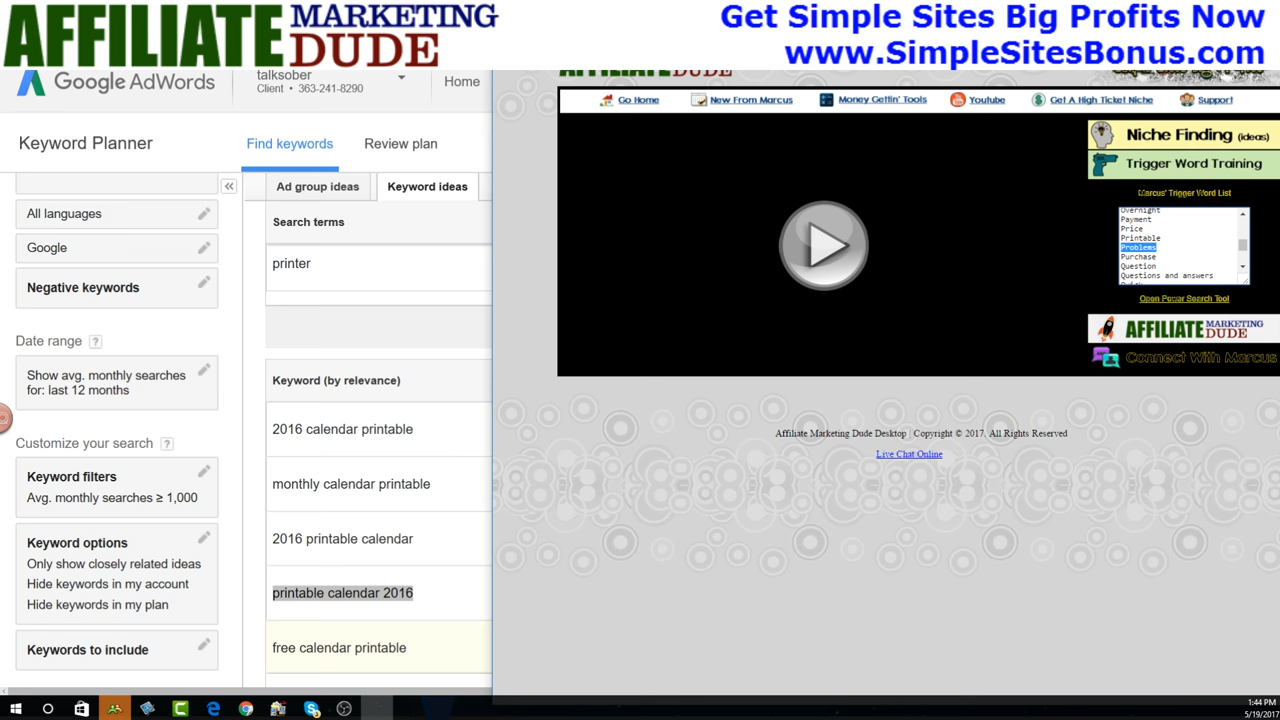 AFFILIATE MARKETING DUDE
Get Simple Sites Big Profits Now
www.SimpleSitesBonus.com
Google AdWords
talksober
Client • 363-241-8290
Home
Keyword Planner
Find keywords
Review plan
All languages
Google
Negative keywords
Date range ?
Show avg. monthly searches
for: last 12 months
Customize your search ?
Keyword filters
Avg. monthly searches ≥ 1,000
Keyword options
Only show closely related ideas
Hide keywords in my account
Hide keywords in my plan
Keywords to include
Ad group ideas
Keyword ideas
Search terms
printer
Keyword (by relevance)
2016 calendar printable
monthly calendar printable
2016 printable calendar
printable calendar 2016
free calendar printable
Go Home
New From Marcus
Money Gettin' Tools
Youtube
Get A High Ticket Niche
Support
Niche Finding (ideas)
Trigger Word Training
Marcus' Trigger Word List
Overnight
Payment
Price
Printable
Problems
Purchase
Question
Questions and answers
Open Power Search Tool
AFFILIATE MARKETING DUDE
Connect With Marcus
Affiliate Marketing Dude Desktop | Copyright © 2017. All Rights Reserved
Live Chat Online
1:44 PM
5/19/2017